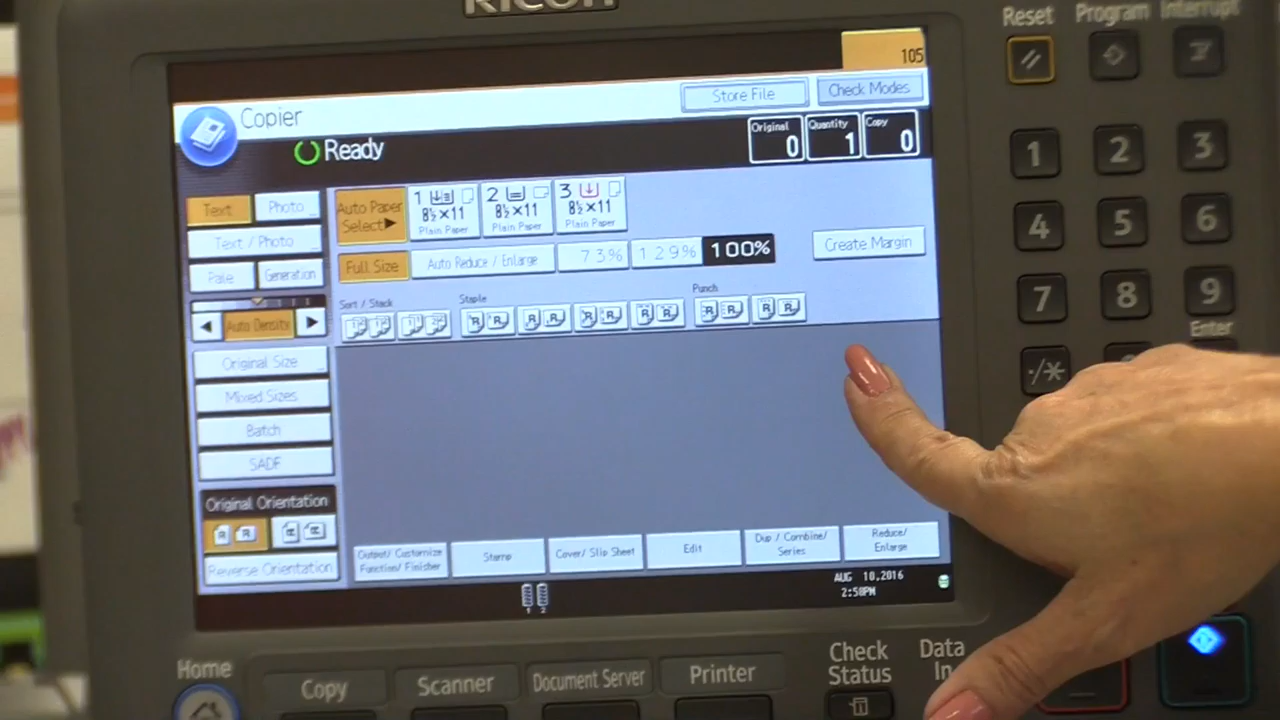 RICOH
Reset Program Interrupt
105
Copier
Store File
Check Modes
Ready
Original 0
Quantity 1
Copy 0
Text
Photo
Text / Photo
Pale
Generation
Auto Density
Original Size
Mixed Sizes
Batch
SADF
Original Orientation
Reverse Orientation
Auto Paper
Select▶
1
8½×11
Plain Paper
2
8½×11
Plain Paper
3
8½×11
Plain Paper
Full Size
Auto Reduce / Enlarge
73%
129%
100%
Create Margin
Sort / Stack
Staple
Punch
Output/ Customize
Function/ Finisher
Stamp
Cover/ Slip Sheet
Edit
Dup / Combine/
Series
Reduce/
Enlarge
1 2
AUG 10,2016
2:50PM
1 2 3
4 5 6
7 8 9
Enter
·/✱
Home
Copy
Scanner
Document Server
Printer
Check
Status
Data
In